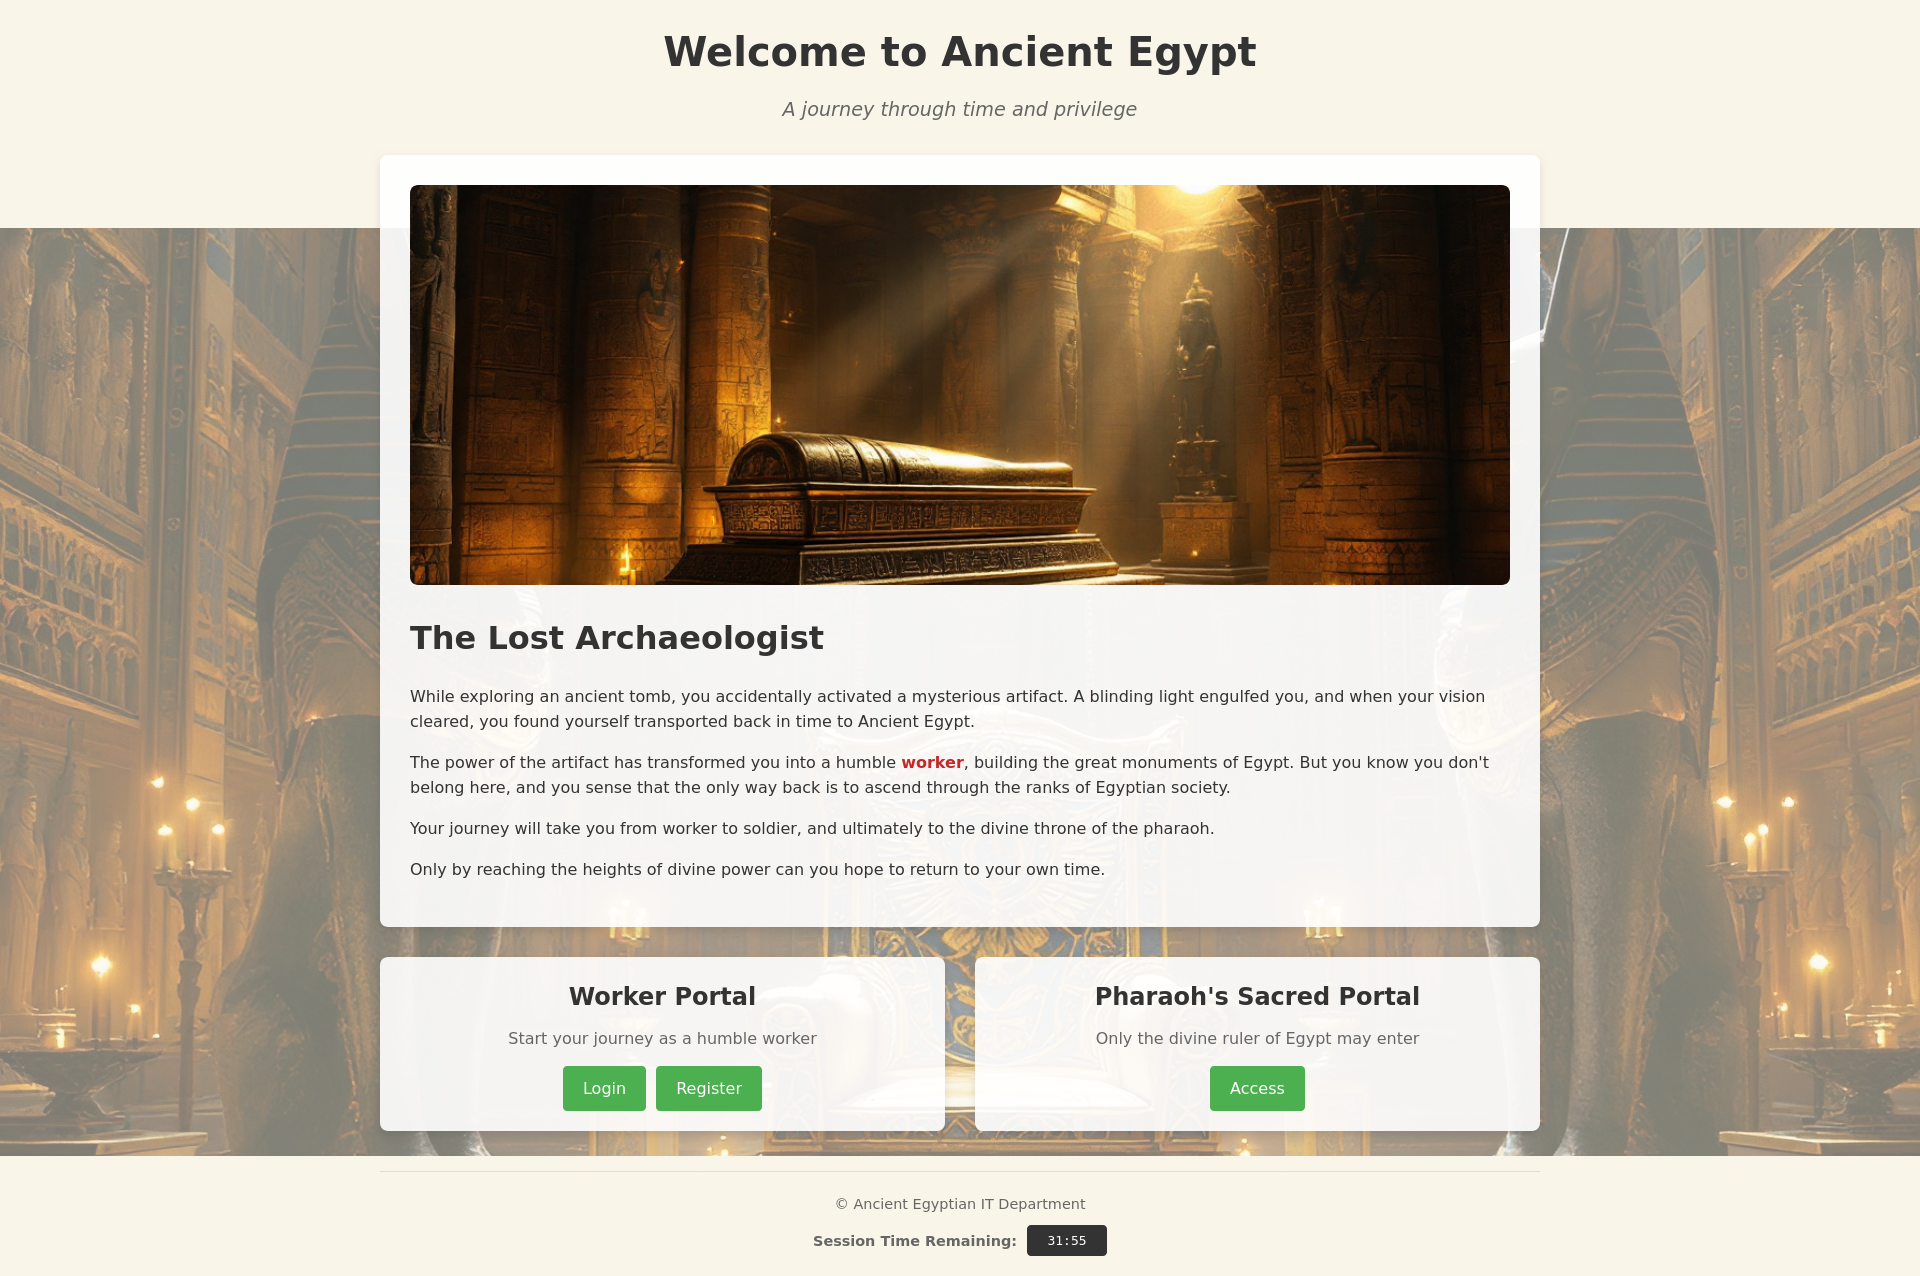 Welcome to Ancient Egypt
A journey through time and privilege
The Lost Archaeologist
While exploring an ancient tomb, you accidentally activated a mysterious artifact. A blinding light engulfed you, and when your vision
cleared, you found yourself transported back in time to Ancient Egypt.
The power of the artifact has transformed you into a humble worker, building the great monuments of Egypt. But you know you don't
belong here, and you sense that the only way back is to ascend through the ranks of Egyptian society.
Your journey will take you from worker to soldier, and ultimately to the divine throne of the pharaoh.
Only by reaching the heights of divine power can you hope to return to your own time.
Worker Portal
Start your journey as a humble worker
Login Register
Pharaoh's Sacred Portal
Only the divine ruler of Egypt may enter
Access
© Ancient Egyptian IT Department
Session Time Remaining: 31:55